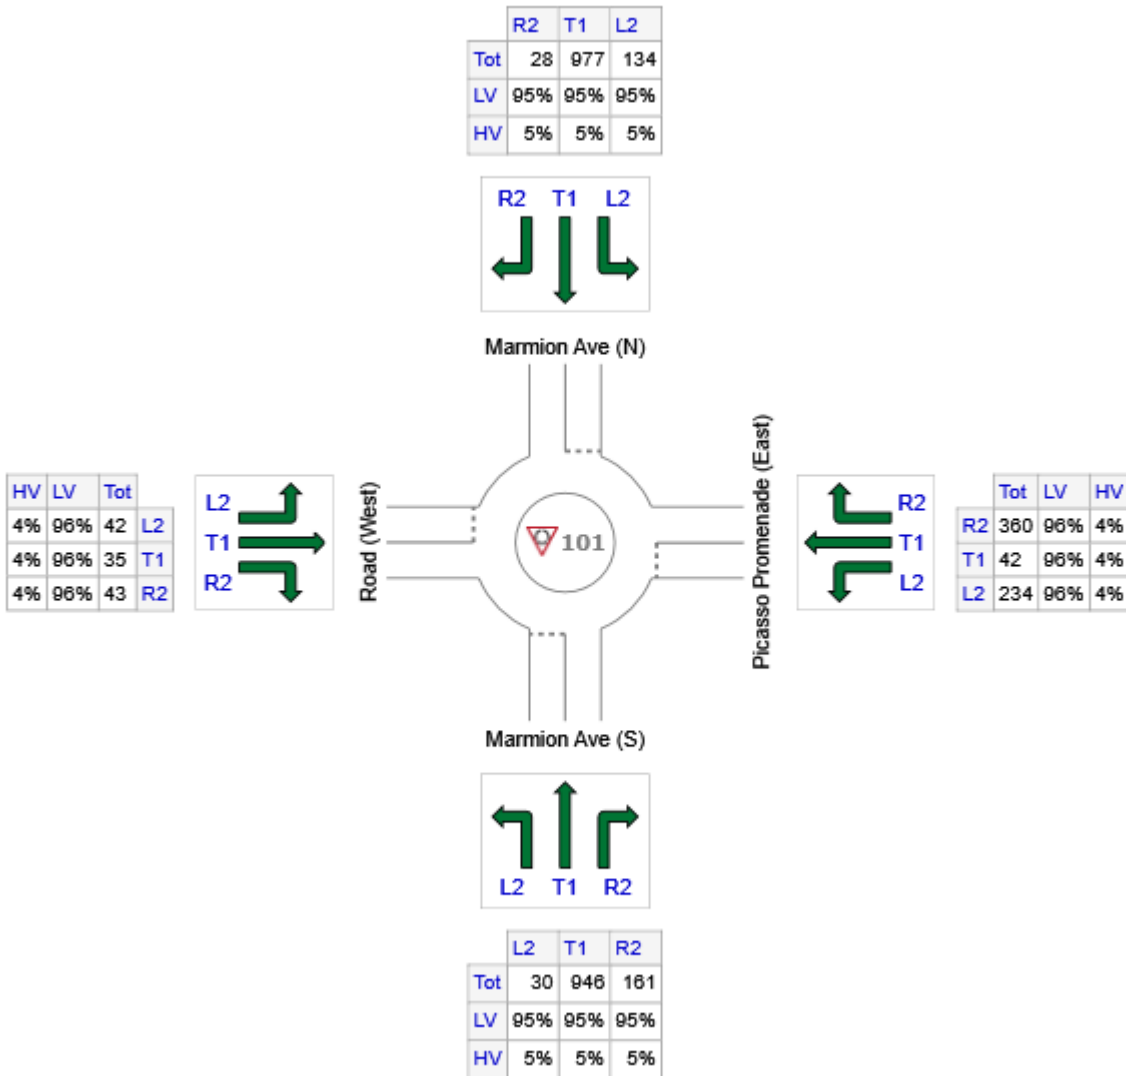 R2 T1 L2
Tot 28 977 134
LV 95% 95% 95%
HV 5% 5% 5%
R2 T1 L2
Marmion Ave (N)
HV LV Tot
4% 96% 42 L2
4% 96% 35 T1
4% 96% 43 R2
L2
T1
R2
Road (West)
101
Picasso Promenade (East)
R2
T1
L2
Tot LV HV
R2 360 96% 4%
T1 42 96% 4%
L2 234 96% 4%
Marmion Ave (S)
L2 T1 R2
L2 T1 R2
Tot 30 946 161
LV 95% 95% 95%
HV 5% 5% 5%